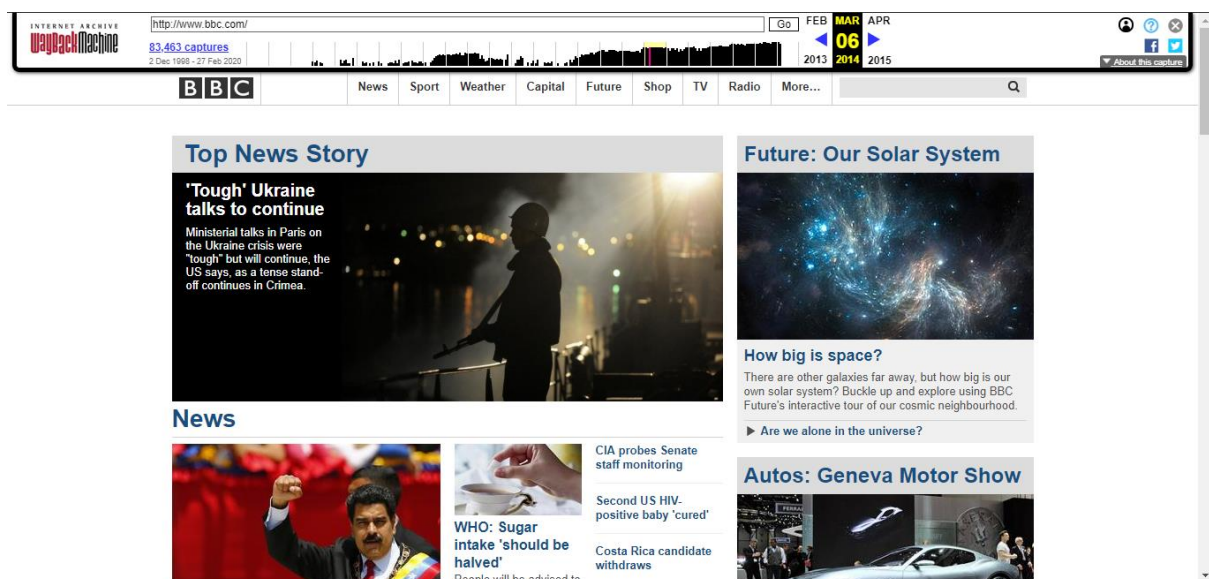 INTERNET ARCHIVE
WayBackMachine
http://www.bbc.com/
Go
83,463 captures
2 Dec 1998 - 27 Feb 2020
FEB MAR APR
06
2013 2014 2015
About this capture
BBC
News Sport Weather Capital Future Shop TV Radio More...
Top News Story
'Tough' Ukraine
talks to continue
Ministerial talks in Paris on
the Ukraine crisis were
"tough" but will continue, the
US says, as a tense stand-
off continues in Crimea.
News
WHO: Sugar
intake 'should be
halved'
People will be advised to
CIA probes Senate
staff monitoring
Second US HIV-
positive baby 'cured'
Costa Rica candidate
withdraws
Future: Our Solar System
How big is space?
There are other galaxies far away, but how big is our
own solar system? Buckle up and explore using BBC
Future's interactive tour of our cosmic neighbourhood.
Are we alone in the universe?
Autos: Geneva Motor Show
FERRARI